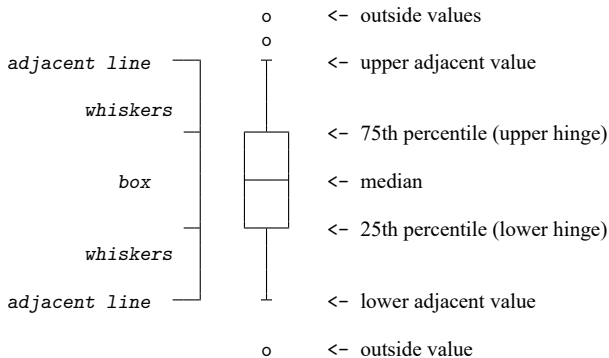 o <- outside values
o
adjacent line <- upper adjacent value
whiskers
<- 75th percentile (upper hinge)
box <- median
<- 25th percentile (lower hinge)
whiskers
adjacent line <- lower adjacent value
o <- outside value